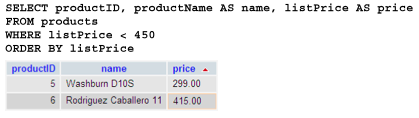 SELECT productID, productName AS name, listPrice AS price
FROM products
WHERE listPrice < 450
ORDER BY listPrice
productID name price
5 Washburn D10S 299.00
6 Rodriguez Caballero 11 415.00